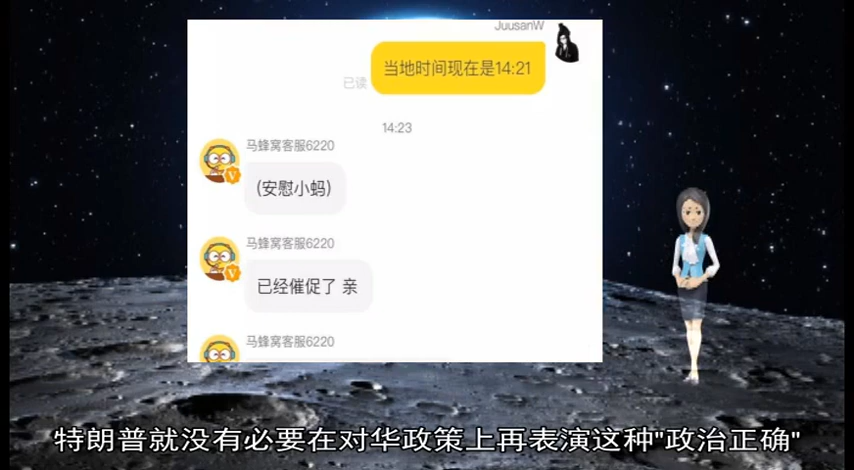 JuusanW
当地时间现在是14:21
已读
14:23
马蜂窝客服6220
(安慰小蚂)
马蜂窝客服6220
已经催促了 亲
马蜂窝客服6220
特朗普就没有必要在对华政策上再表演这种"政治正确"